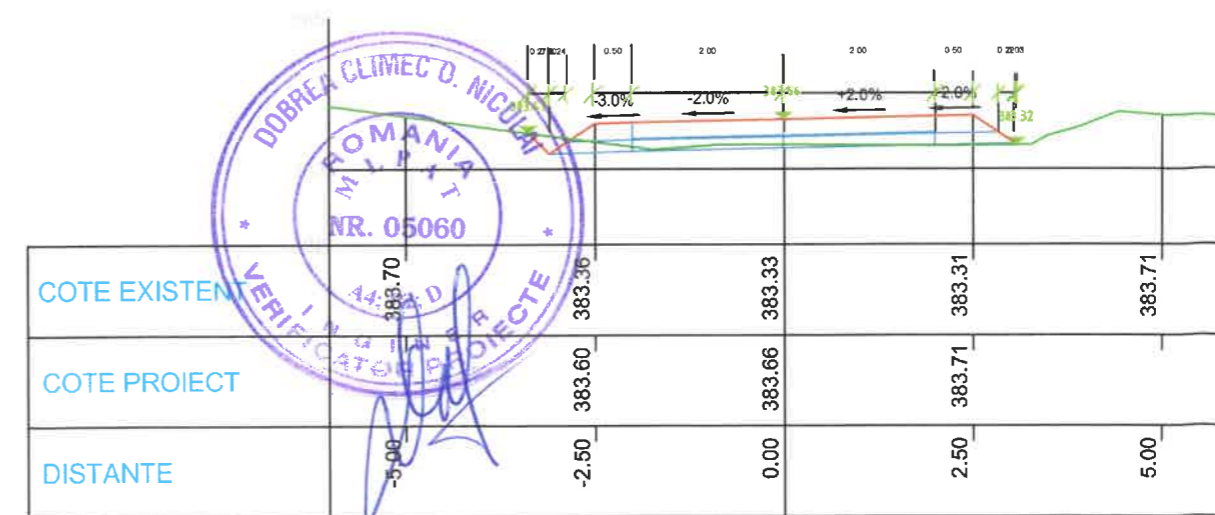 0.50 2.00 2.00 0.50
-3.0% -2.0% +2.0% -2.0%
DOBREA CLIMEC D. NICOLAI
ROMANIA
MLPAT
NR. 05060
INGINER
VERIFICATOR PROIECTE
COTE EXISTENT 383.70 383.36 383.33 383.31 383.71
COTE PROIECT 383.60 383.66 383.71
DISTANTE -5.00 -2.50 0.00 2.50 5.00